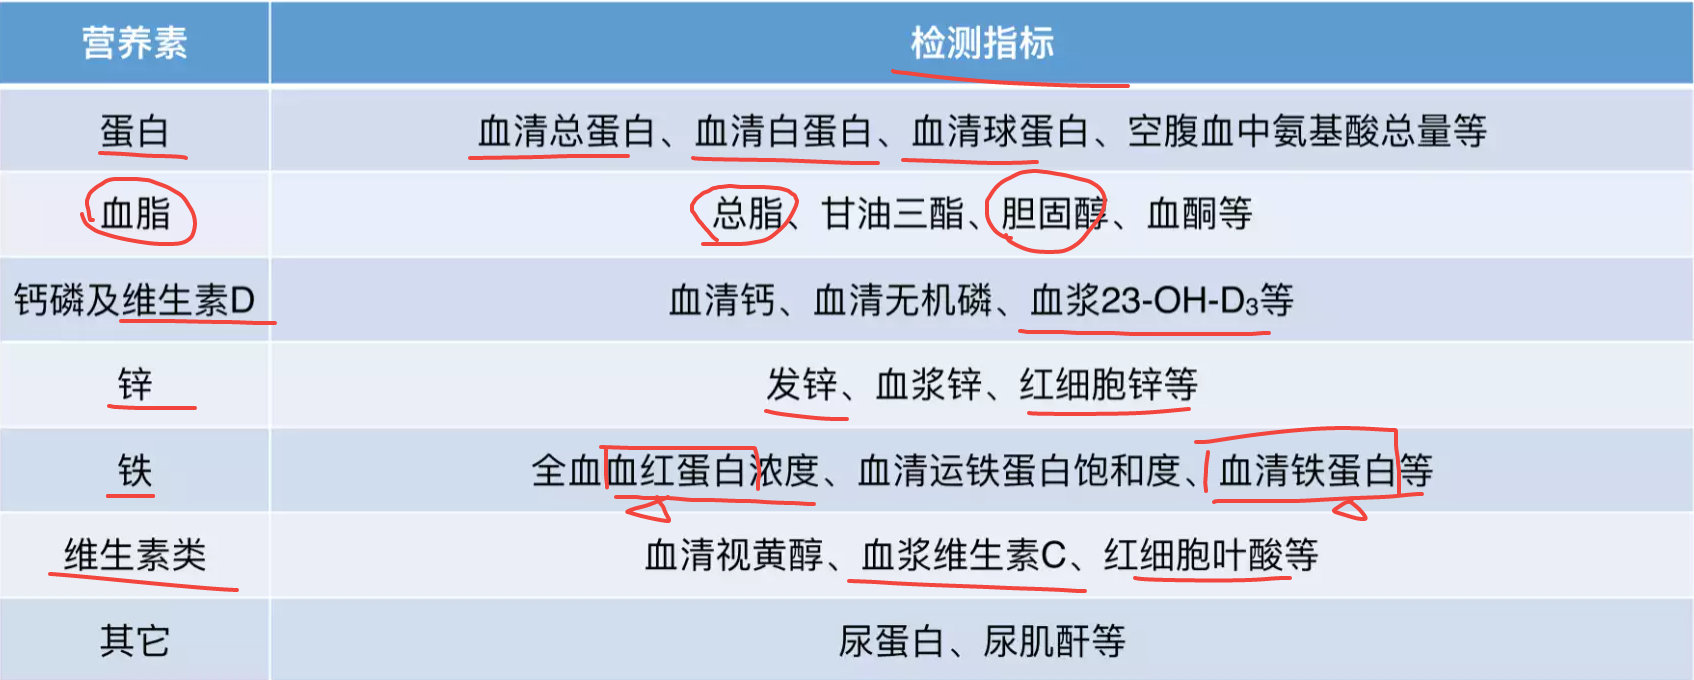 营养素 检测指标
蛋白 血清总蛋白、血清白蛋白、血清球蛋白、空腹血中氨基酸总量等
血脂 总脂、甘油三酯、胆固醇、血酮等
钙磷及维生素D 血清钙、血清无机磷、血浆23-OH-D₃等
锌 发锌、血浆锌、红细胞锌等
铁 全血血红蛋白浓度、血清运铁蛋白饱和度、血清铁蛋白等
维生素类 血清视黄醇、血浆维生素C、红细胞叶酸等
其它 尿蛋白、尿肌酐等